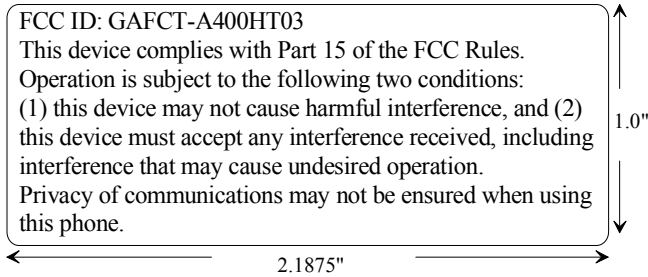 FCC ID: GAFCT-A400HT03
This device complies with Part 15 of the FCC Rules.
Operation is subject to the following two conditions:
(1) this device may not cause harmful interference, and (2)
this device must accept any interference received, including
interference that may cause undesired operation.
Privacy of communications may not be ensured when using
this phone.
1.0"
2.1875"